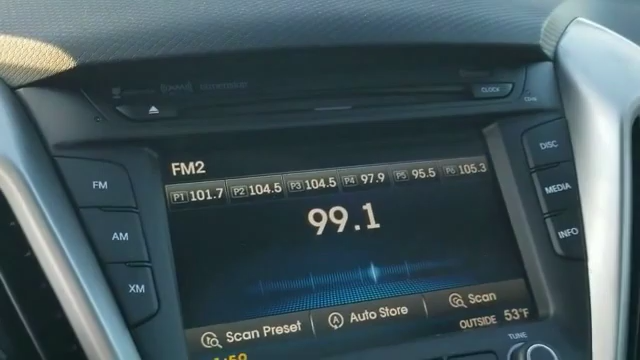 CLOCK
FM2
P1 101.7 P2 104.5 P3 104.5 P4 97.9 P5 95.5 P6 105.3
99.1
Scan Preset Auto Store Scan
OUTSIDE 53°F
FM
AM
XM
DISC
MEDIA
INFO
TUNE